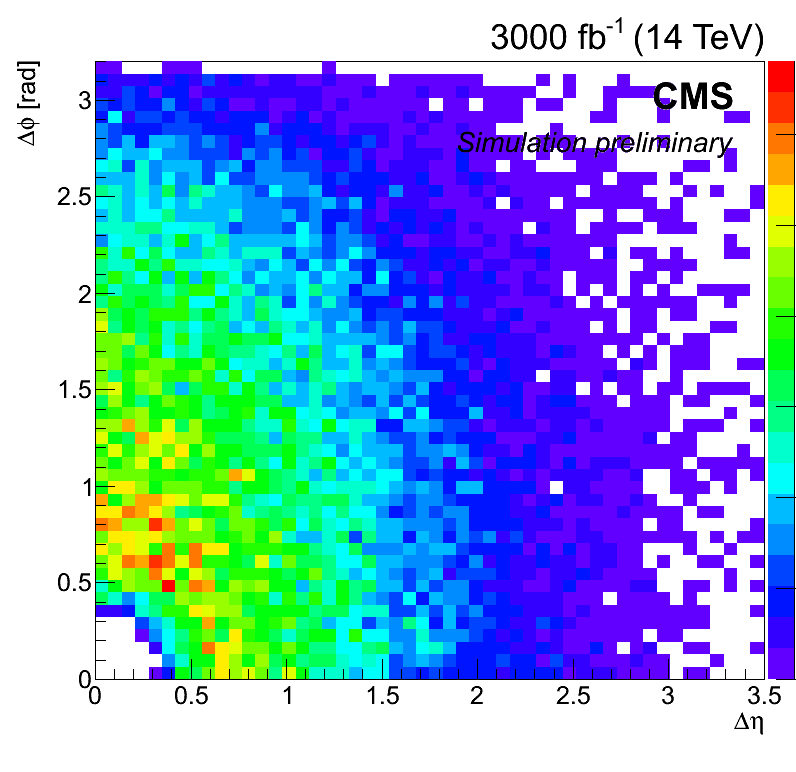 3000 fb⁻¹ (14 TeV)
Δϕ [rad]
CMS
Simulation preliminary
3
2.5
2
1.5
1
0.5
0
0 0.5 1 1.5 2 2.5 3 3.5
Δη